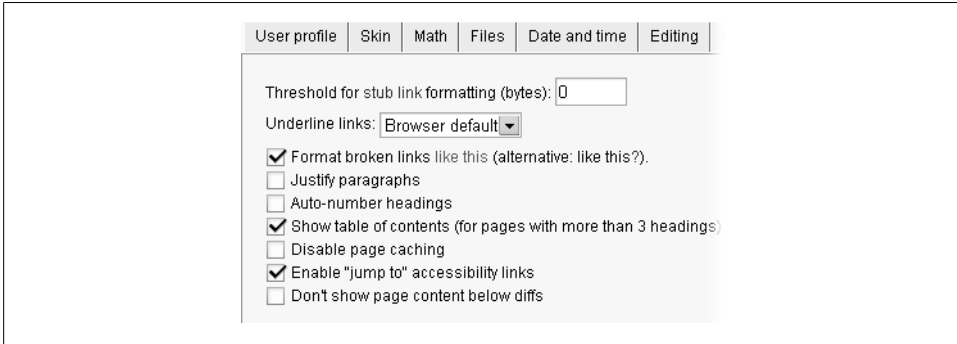 User profile Skin Math Files Date and time Editing
Threshold for stub link formatting (bytes): 0
Underline links: Browser default
Format broken links like this (alternative: like this?).
Justify paragraphs
Auto-number headings
Show table of contents (for pages with more than 3 headings)
Disable page caching
Enable "jump to" accessibility links
Don't show page content below diffs